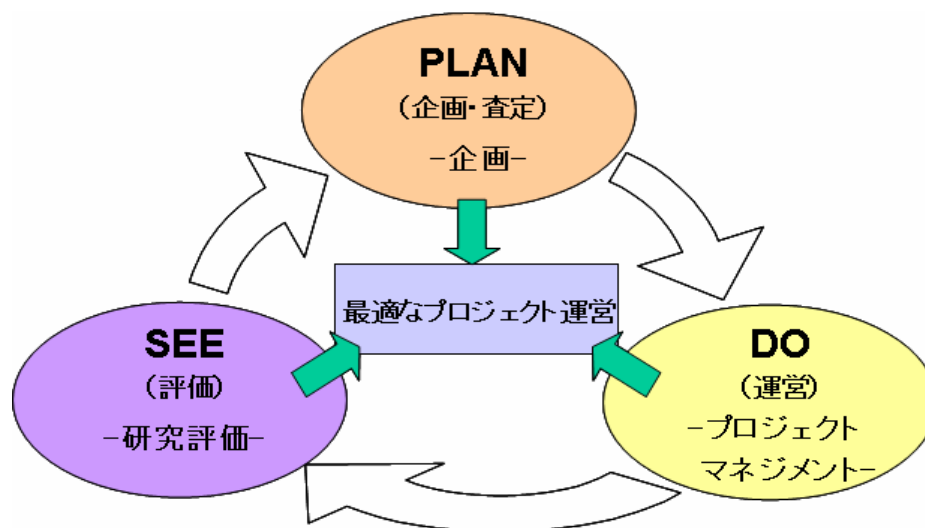 PLAN
(企画・査定)
-企画-
最適なプロジェクト運営
SEE
(評価)
-研究評価-
DO
(運営)
-プロジェクト
マネジメント-